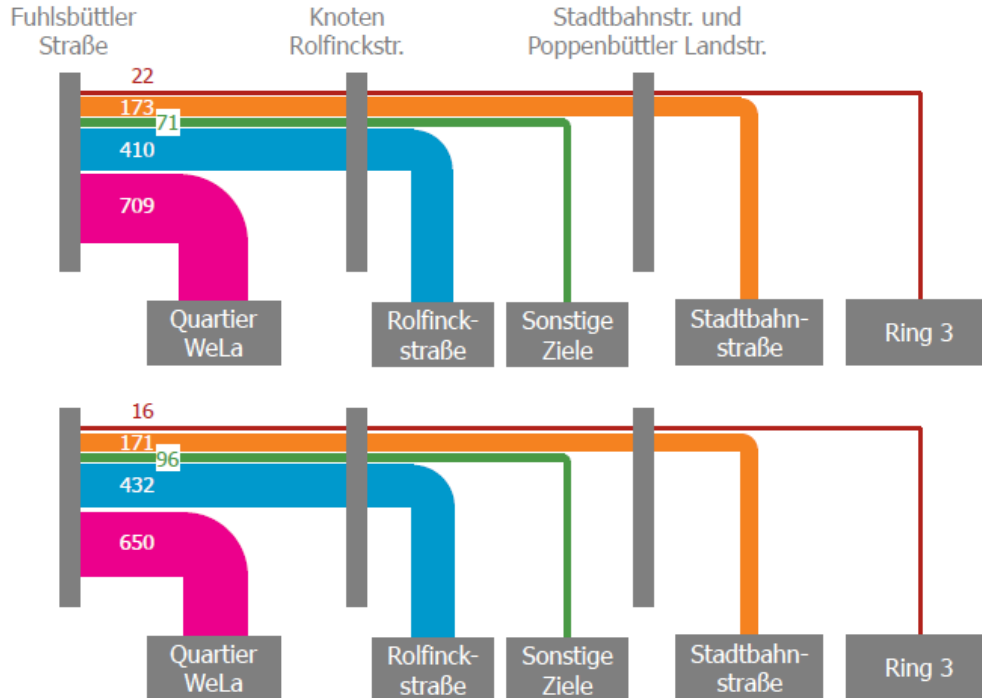 Fuhlsbüttler
Straße
Knoten
Rolfinckstr.
Stadtbahnstr. und
Poppenbüttler Landstr.
22
173
71
410
709
Quartier
WeLa
Rolfinck-
straße
Sonstige
Ziele
Stadtbahn-
straße
Ring 3
16
171
96
432
650
Quartier
WeLa
Rolfinck-
straße
Sonstige
Ziele
Stadtbahn-
straße
Ring 3